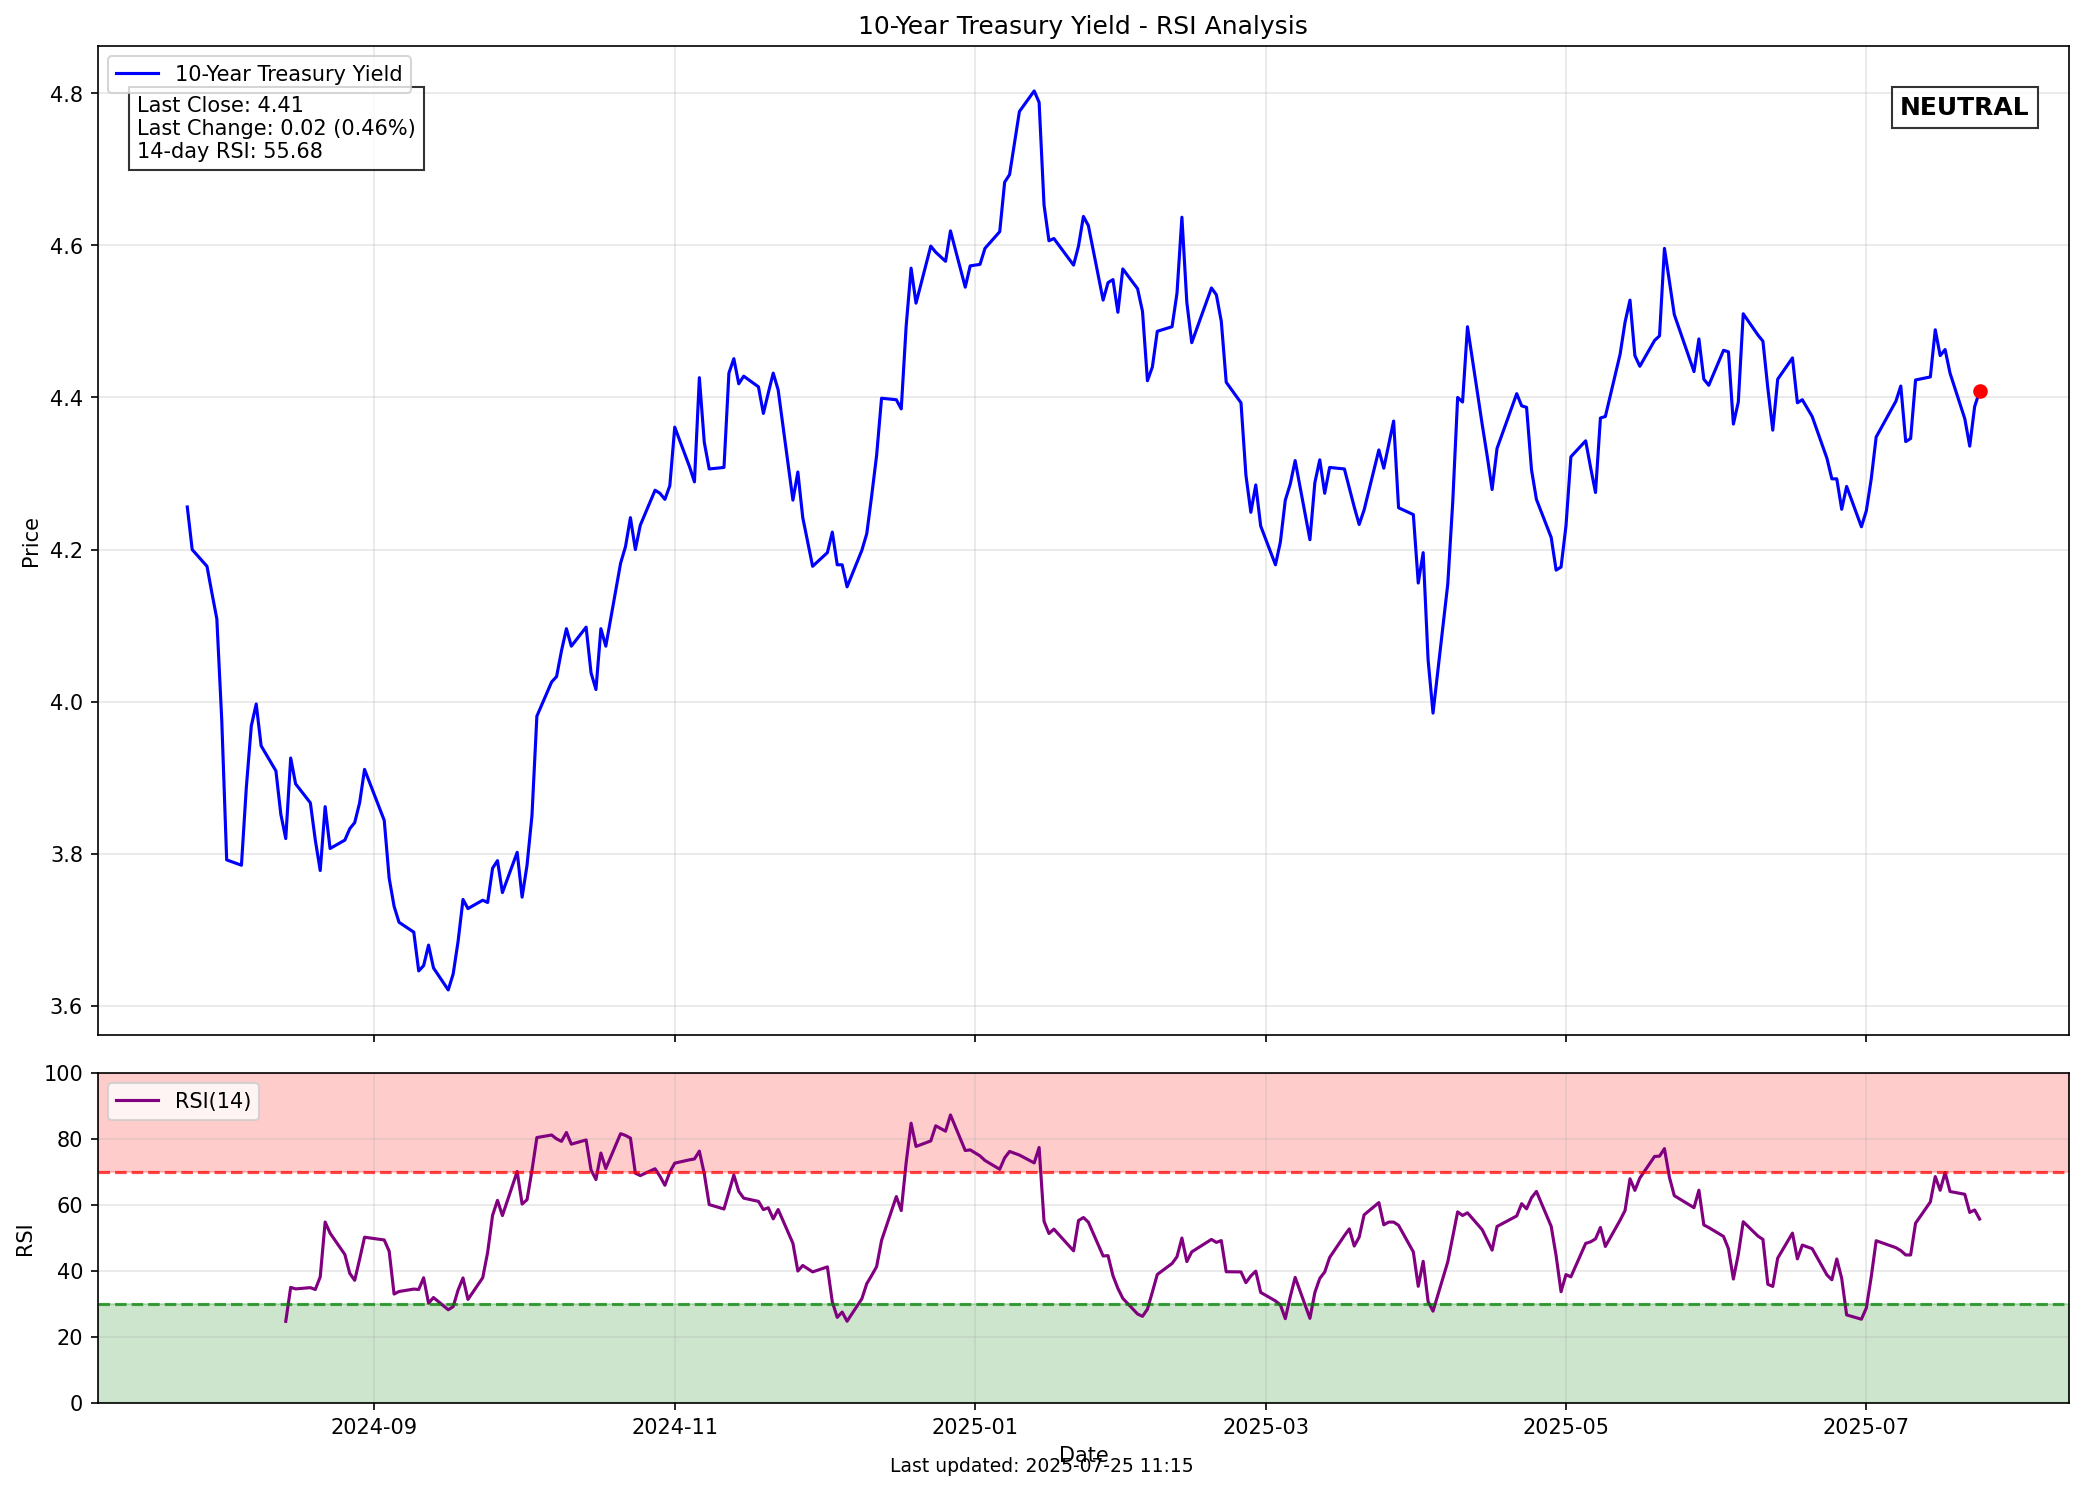 10-Year Treasury Yield - RSI Analysis
10-Year Treasury Yield
Last Close: 4.41
Last Change: 0.02 (0.46%)
14-day RSI: 55.68
NEUTRAL
Price
4.8
4.6
4.4
4.2
4.0
3.8
3.6
RSI(14)
RSI
100
80
60
40
20
0
2024-09 2024-11 2025-01 2025-03 2025-05 2025-07
Date
Last updated: 2025-07-25 11:15